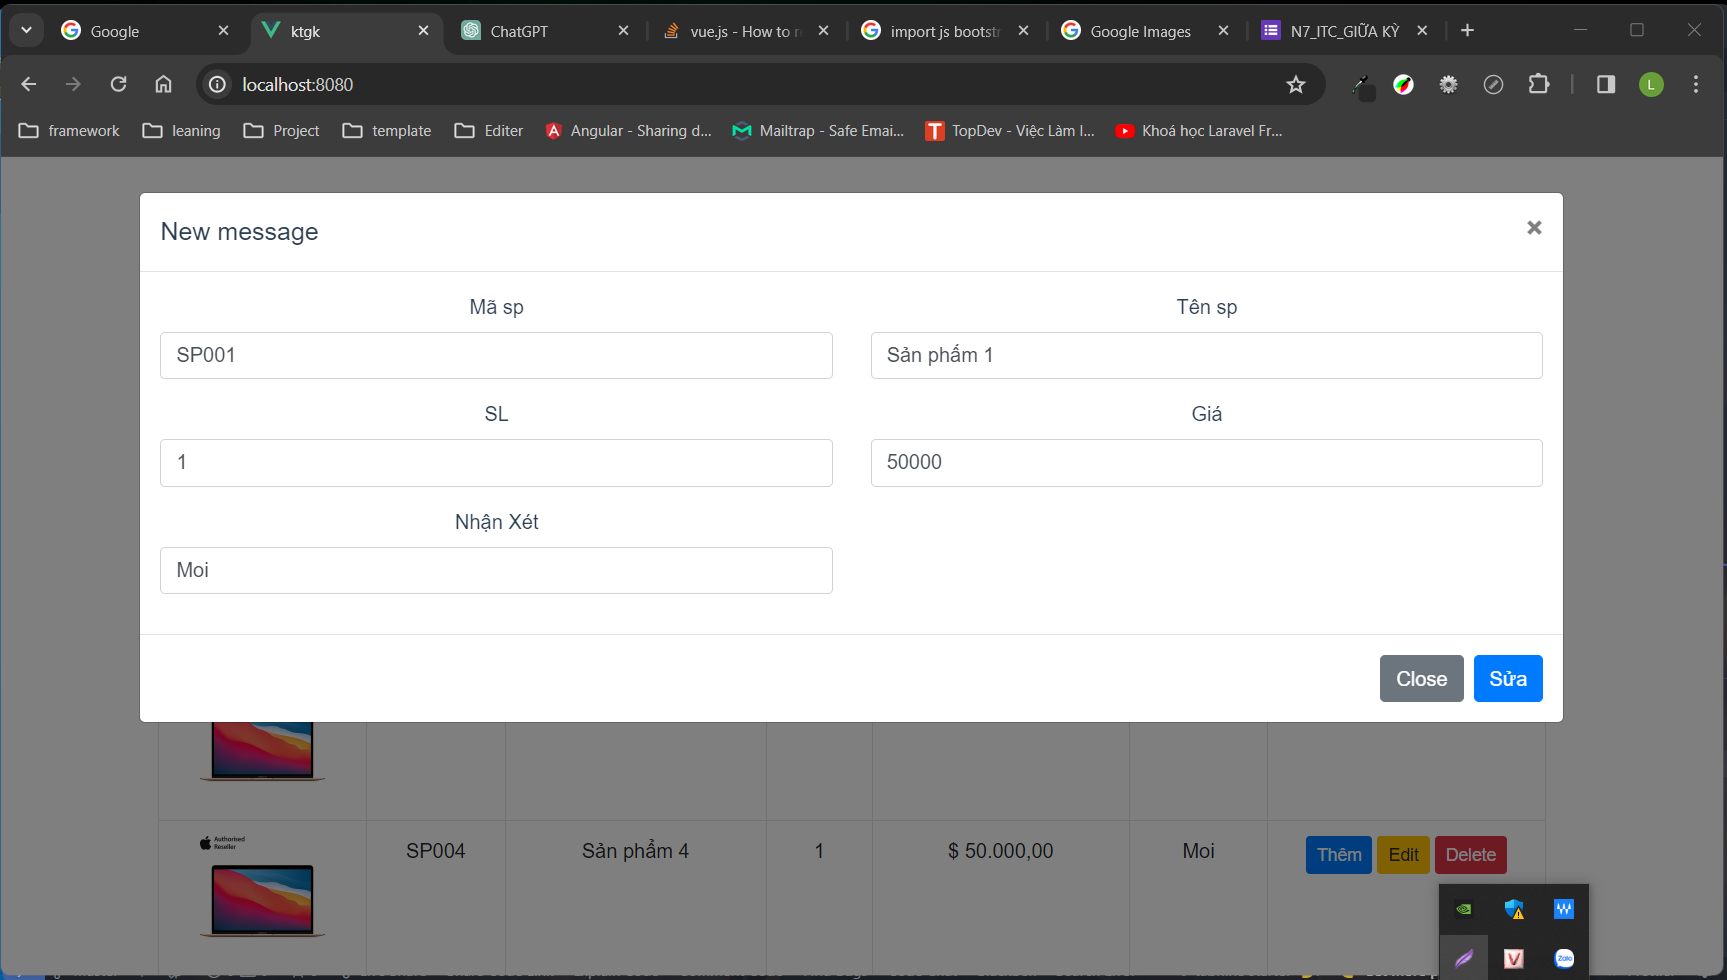 Google
ktgk
ChatGPT
vue.js - How to r
import js bootstr
Google Images
N7_ITC_GIỮA KỲ
localhost:8080
L
framework
leaning
Project
template
Editer
Angular - Sharing d...
Mailtrap - Safe Emai...
TopDev - Việc Làm I...
Khoá học Laravel Fr...
New message
×
Mã sp
Tên sp
SP001
Sản phẩm 1
SL
Giá
1
50000
Nhận Xét
Moi
Close
Sửa
Authorised
Reseller
SP004
Sản phẩm 4
1
$ 50.000,00
Moi
Thêm
Edit
Delete
Zalo